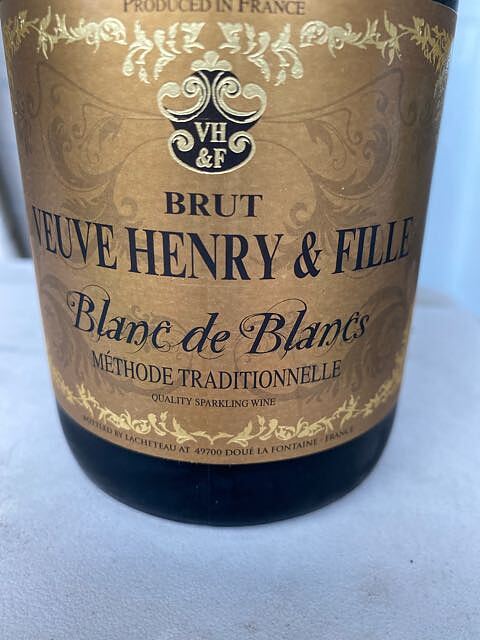 PRODUCED IN FRANCE
VH
&F
BRUT
VEUVE HENRY & FILLE
Blanc de Blancs
MÉTHODE TRADITIONNELLE
QUALITY SPARKLING WINE
BOTTLED BY LACHETEAU AT 49700 DOUÉ LA FONTAINE - FRANCE